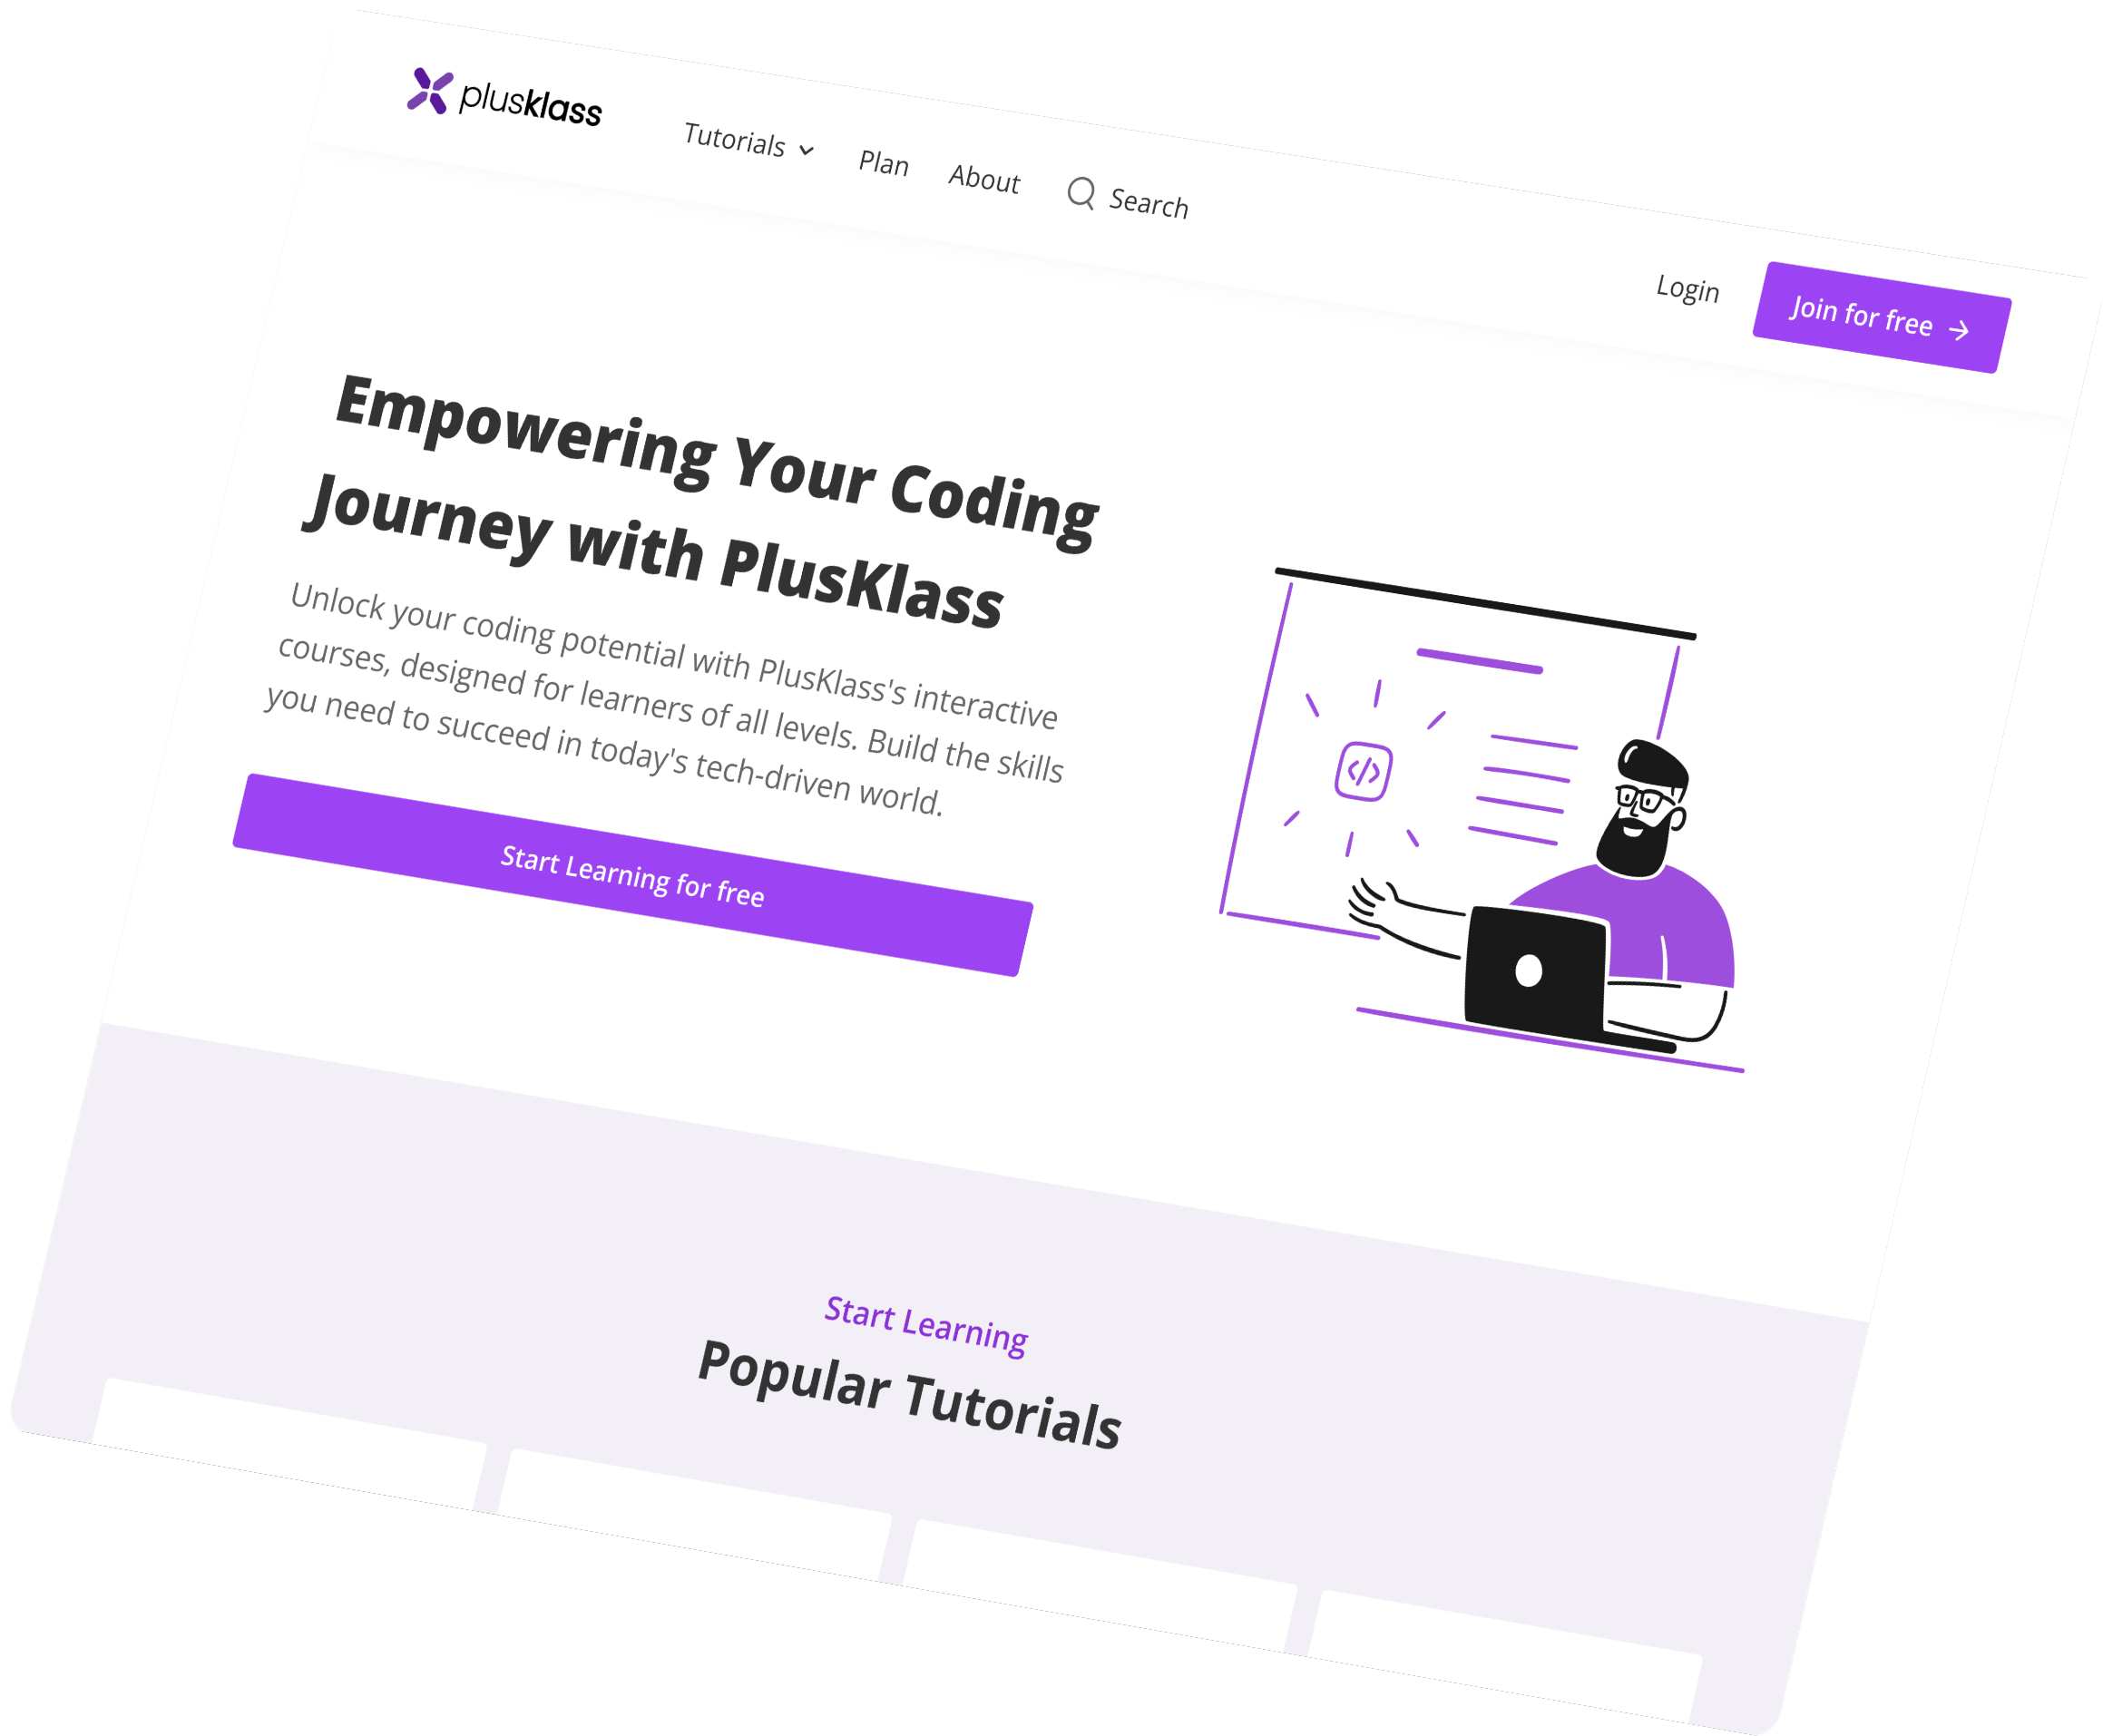 plusklass
Tutorials
Plan
About
Search
Login
Join for free
Empowering Your Coding
Journey with PlusKlass
Unlock your coding potential with PlusKlass's interactive
courses, designed for learners of all levels. Build the skills
you need to succeed in today's tech-driven world.
Start Learning for free
</>
Start Learning
Popular Tutorials